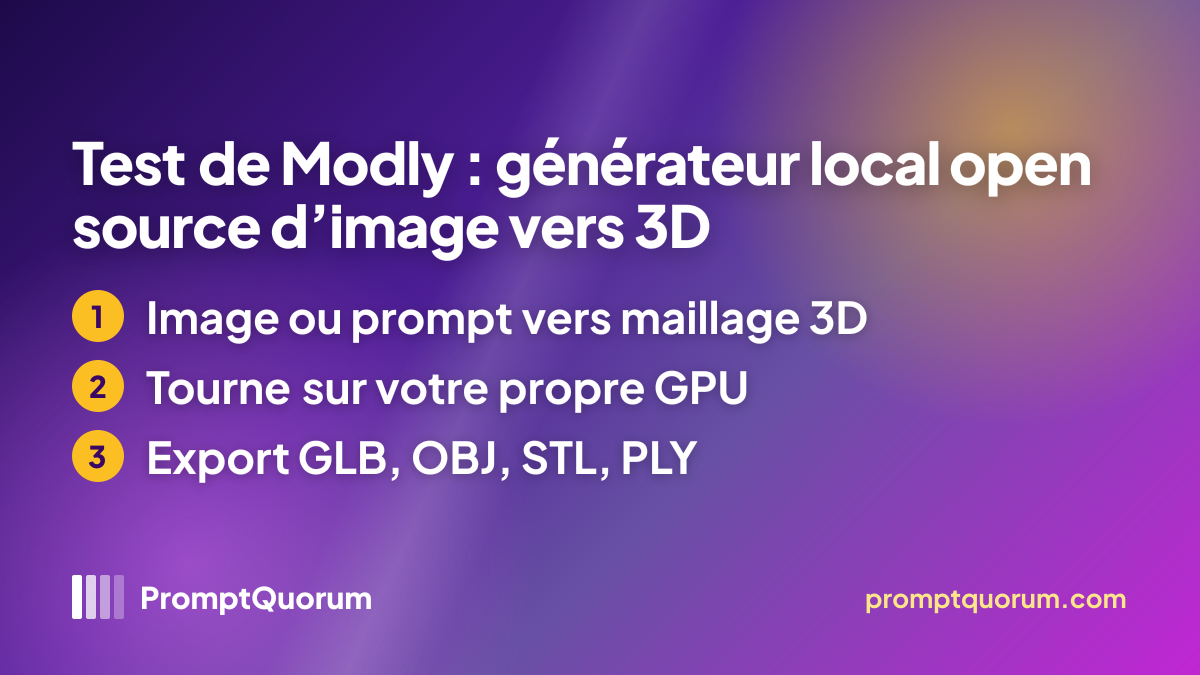 Test de Modly : générateur local open
source d’image vers 3D
1 Image ou prompt vers maillage 3D
2 Tourne sur votre propre GPU
3 Export GLB, OBJ, STL, PLY
PromptQuorum
promptquorum.com